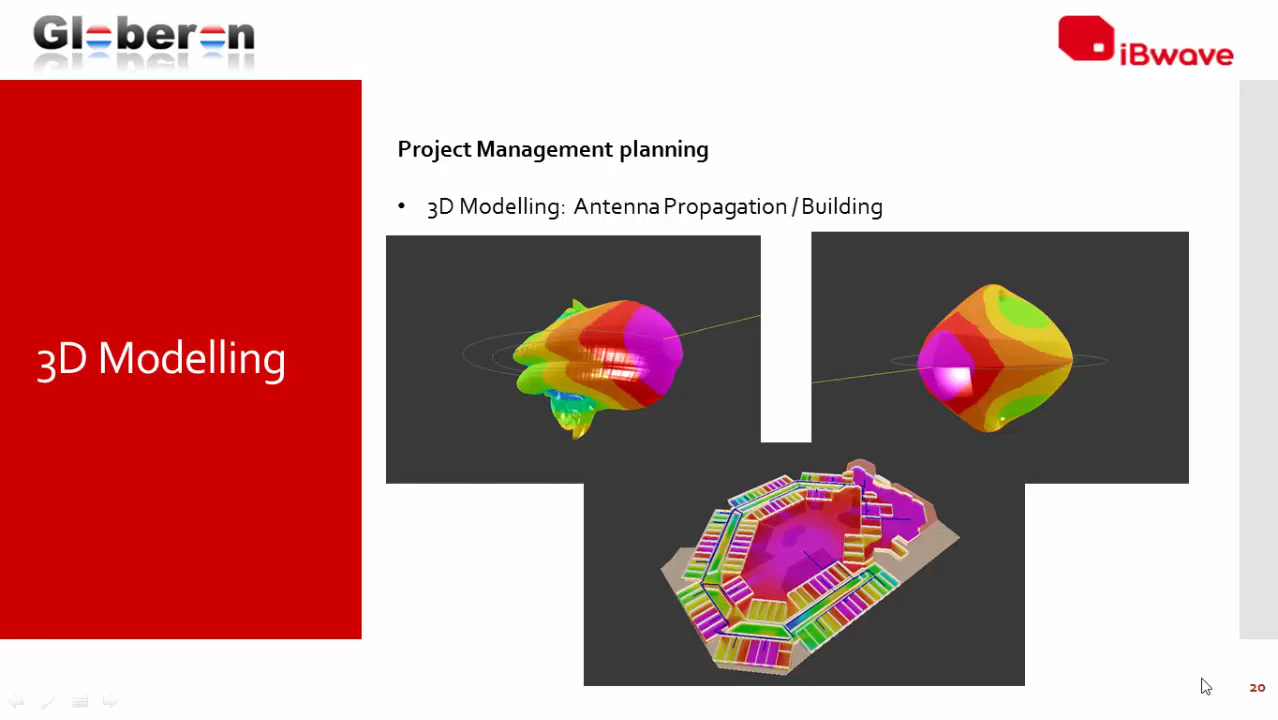 Globeron
iBwave
Project Management planning
• 3D Modelling: Antenna Propagation / Building
3D Modelling
20